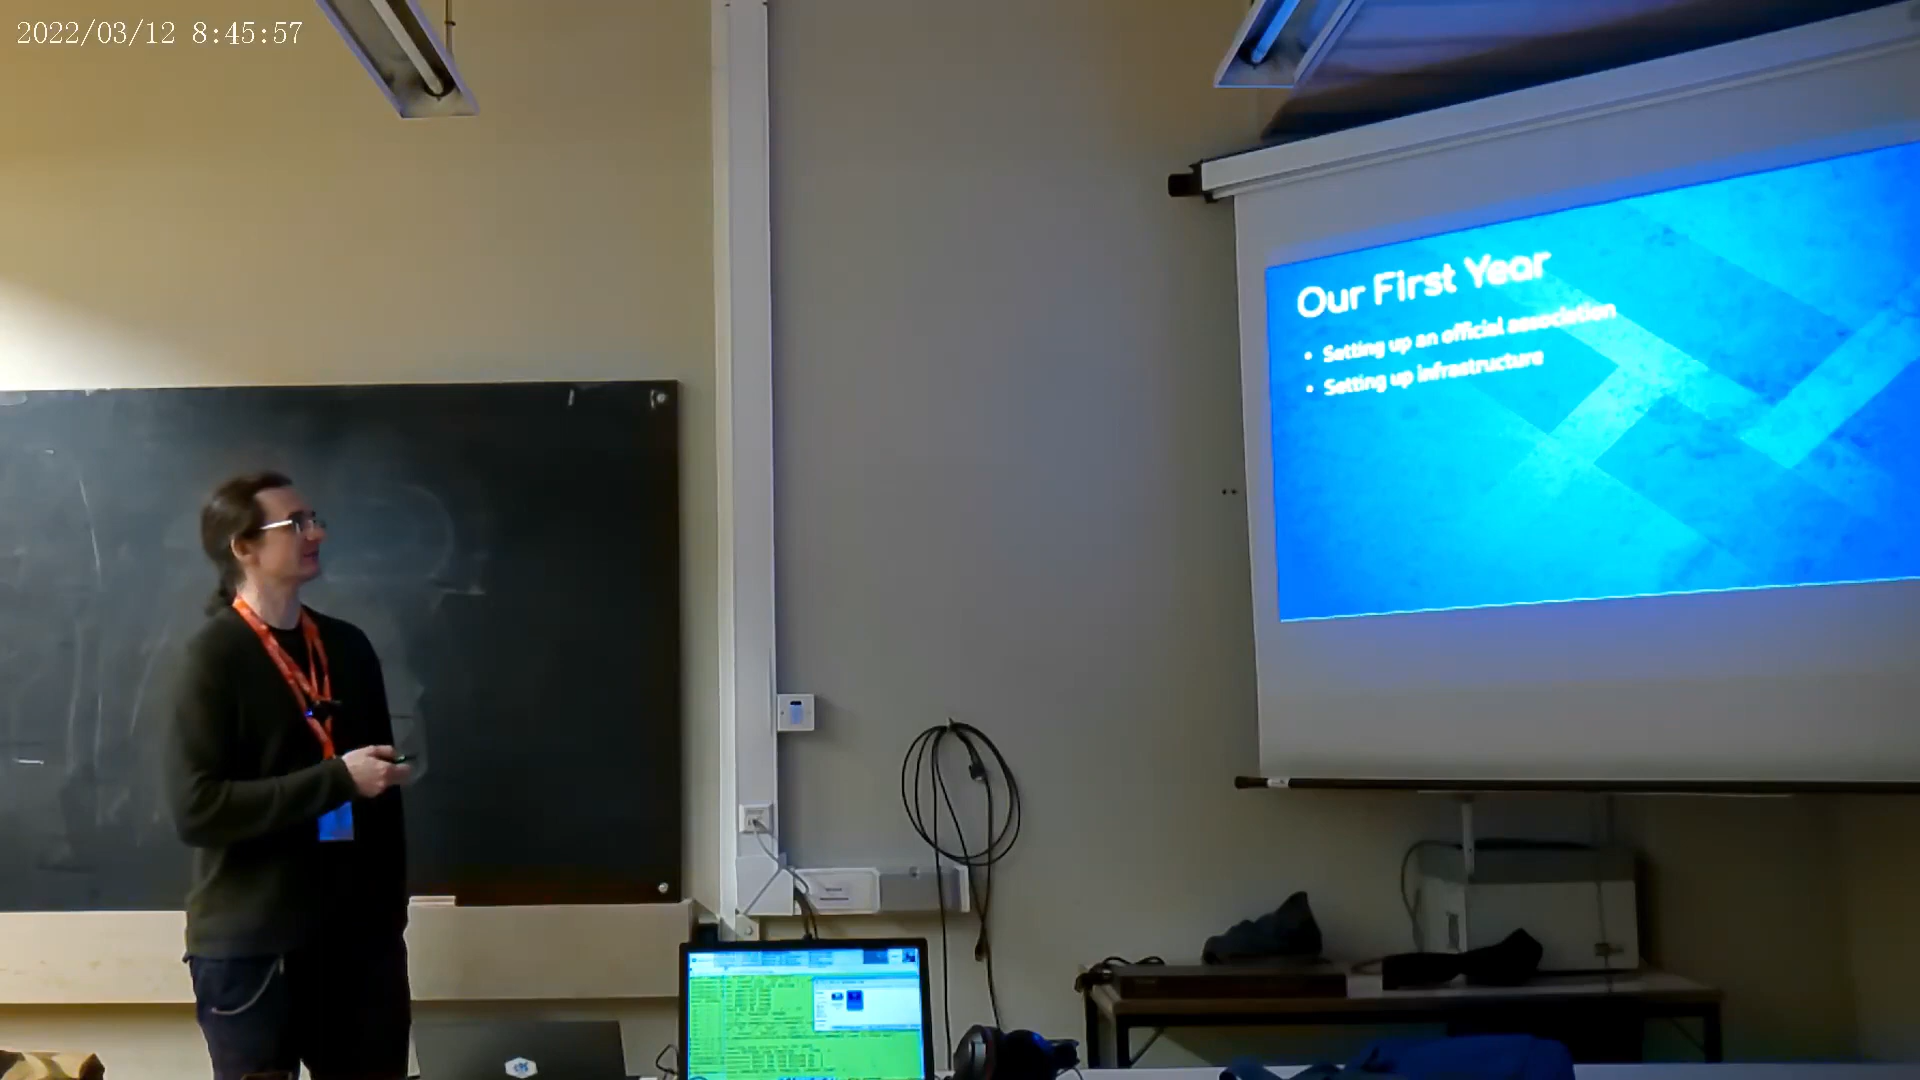 2022/03/12 8:45:57
Our First Year
• Setting up an official association
• Setting up infrastructure